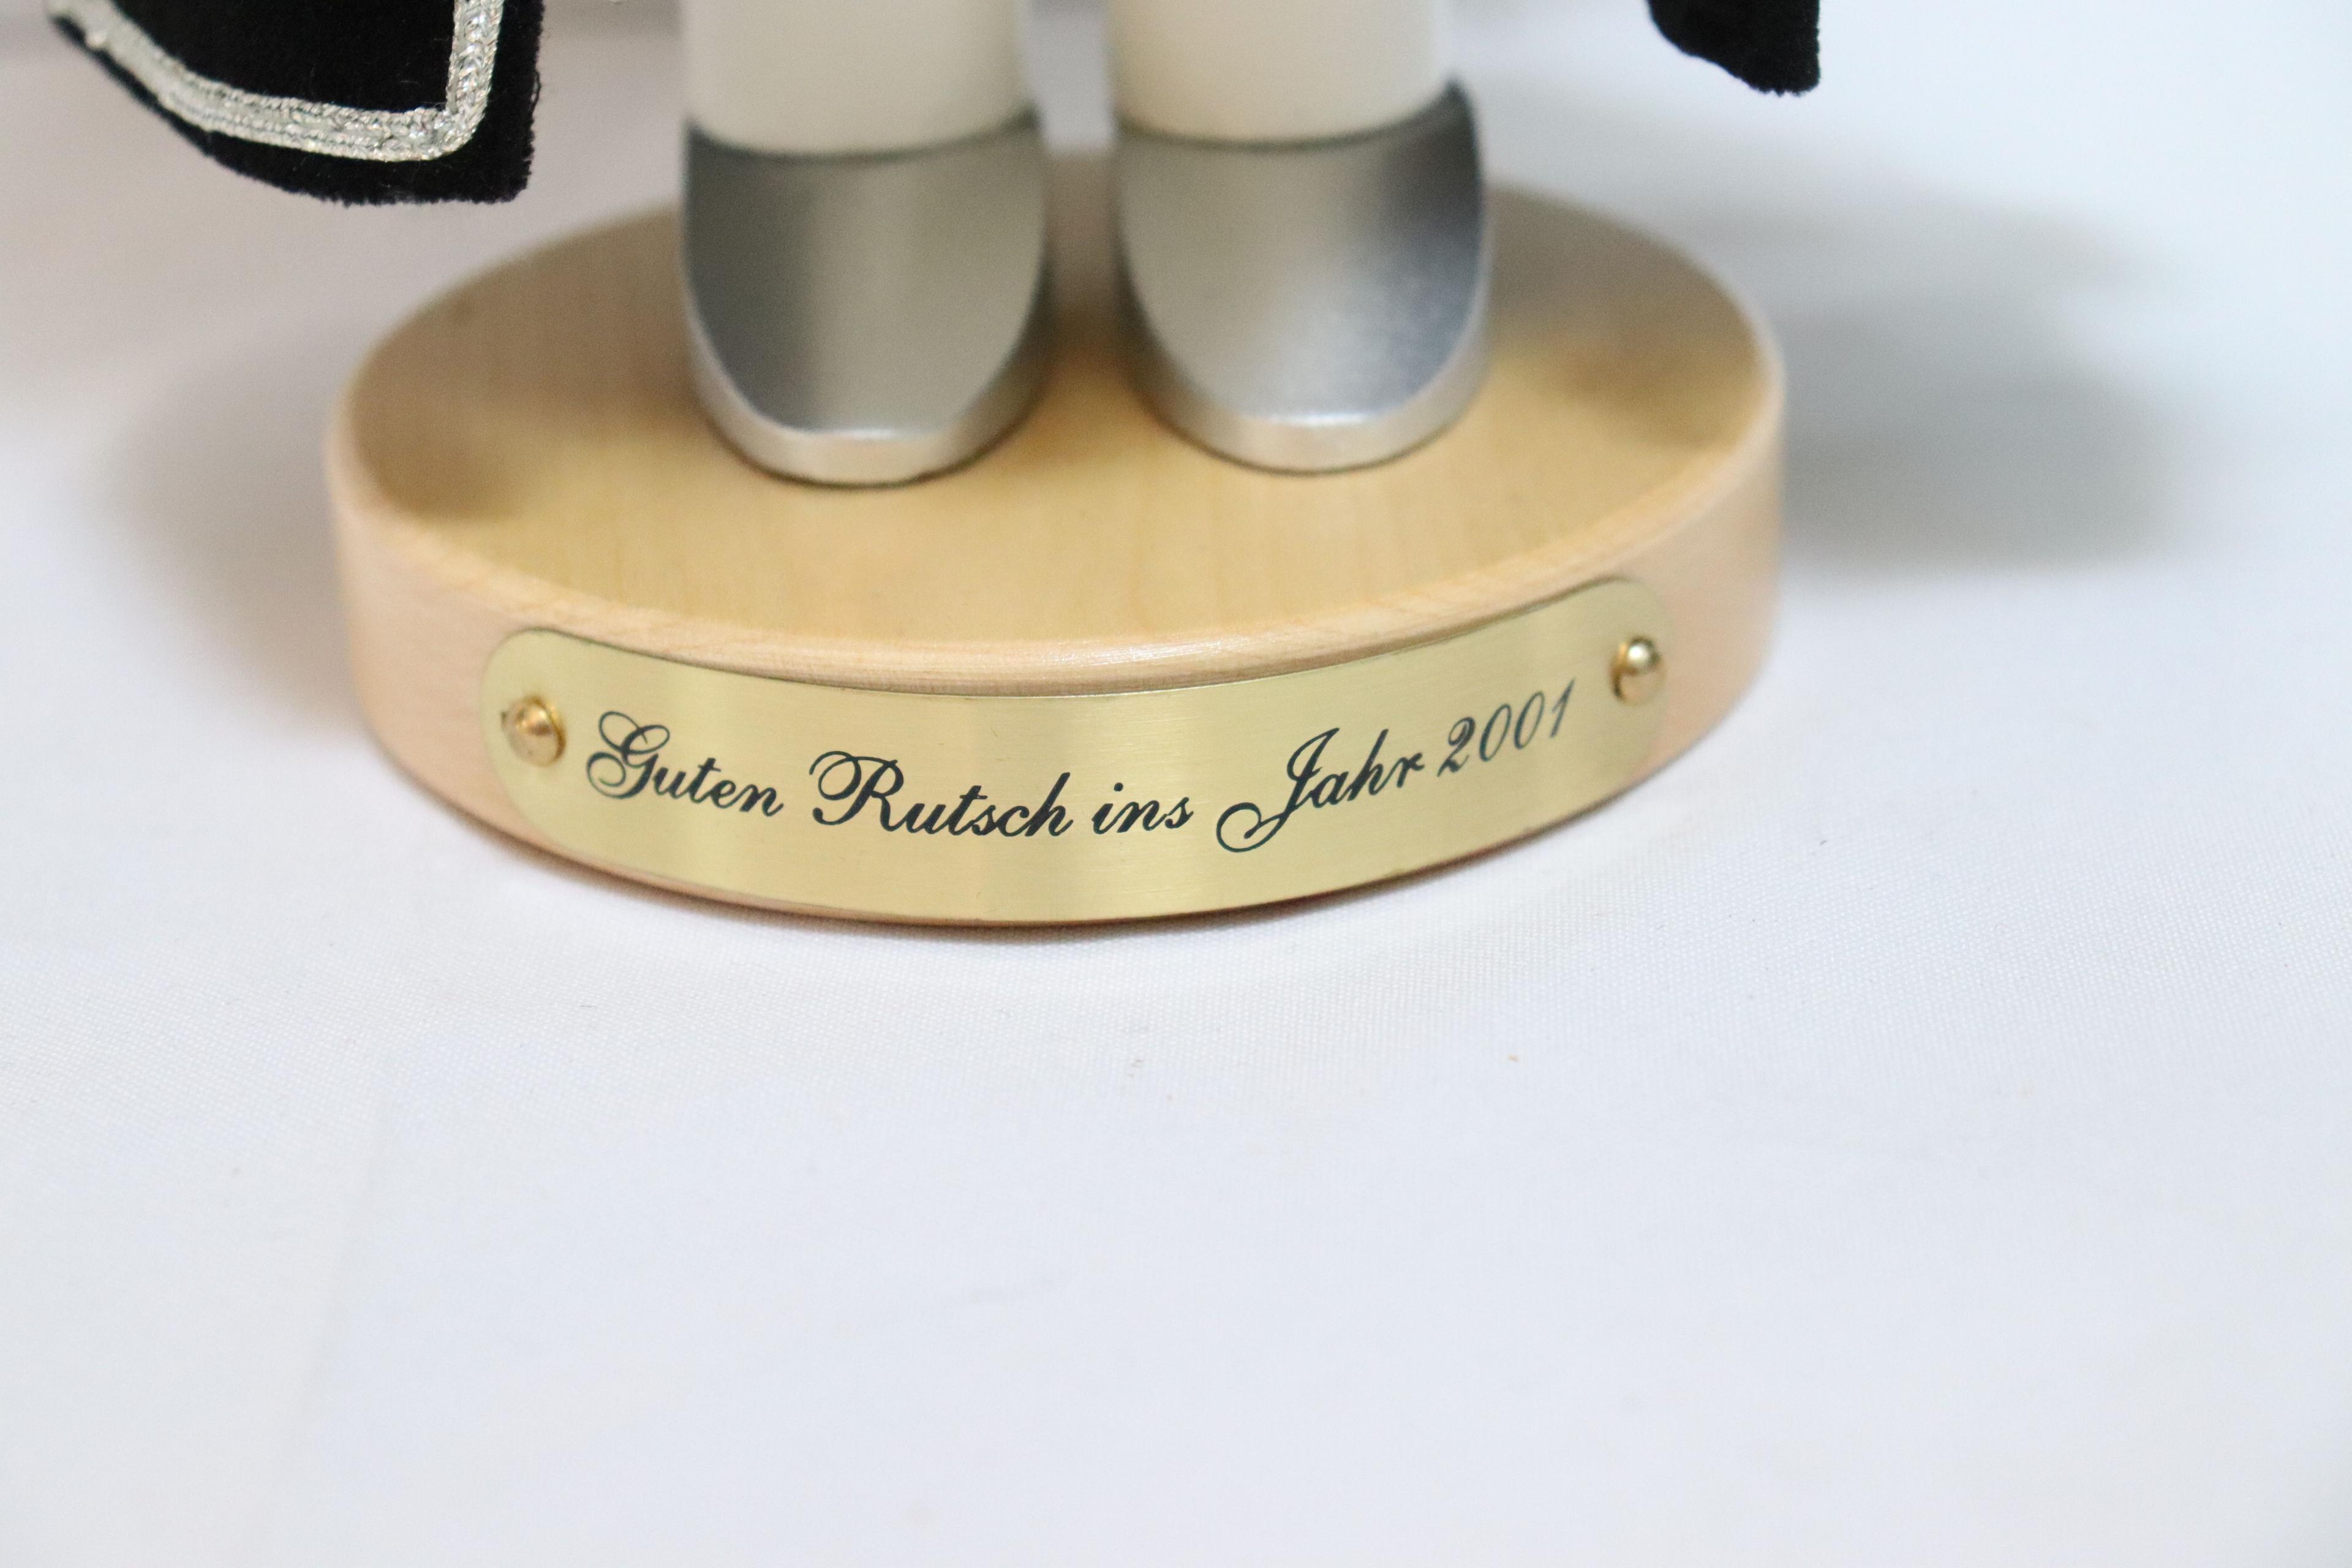 Guten Rutsch ins Jahr 2001